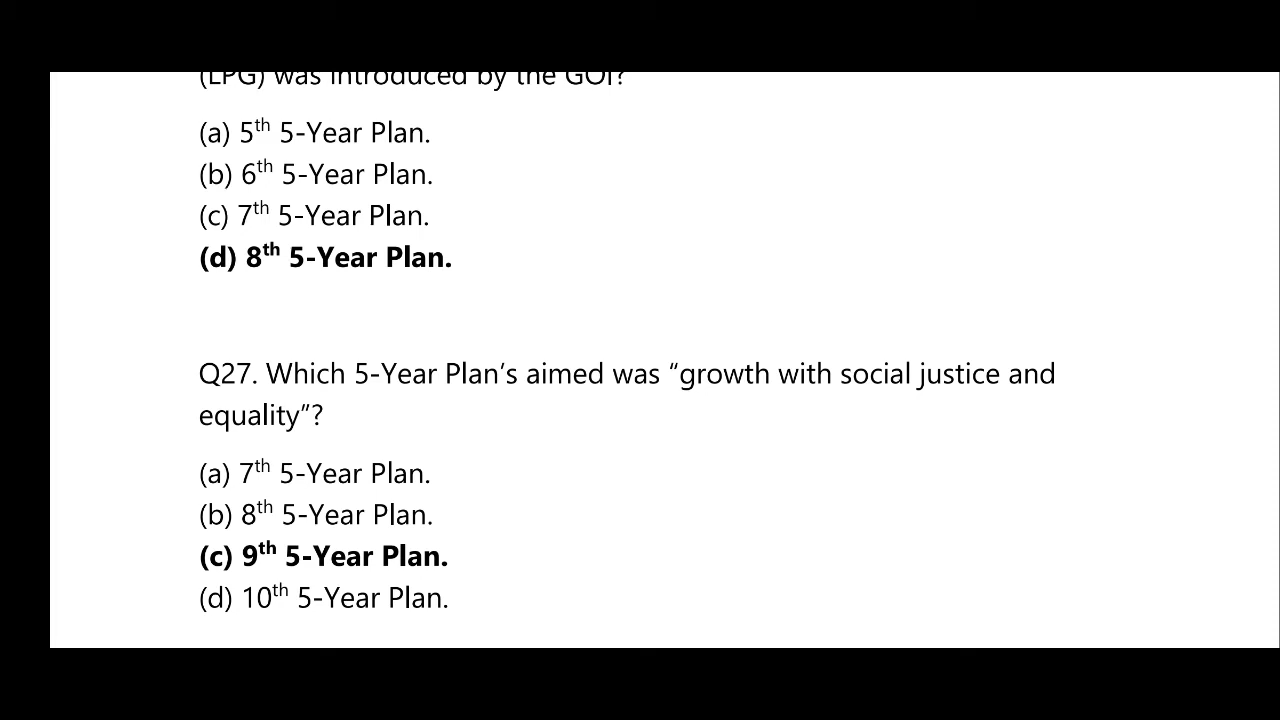 (LPG) was introduced by the GOI?
(a) 5th 5-Year Plan.
(b) 6th 5-Year Plan.
(c) 7th 5-Year Plan.
(d) 8th 5-Year Plan.
Q27. Which 5-Year Plan’s aimed was “growth with social justice and
equality”?
(a) 7th 5-Year Plan.
(b) 8th 5-Year Plan.
(c) 9th 5-Year Plan.
(d) 10th 5-Year Plan.